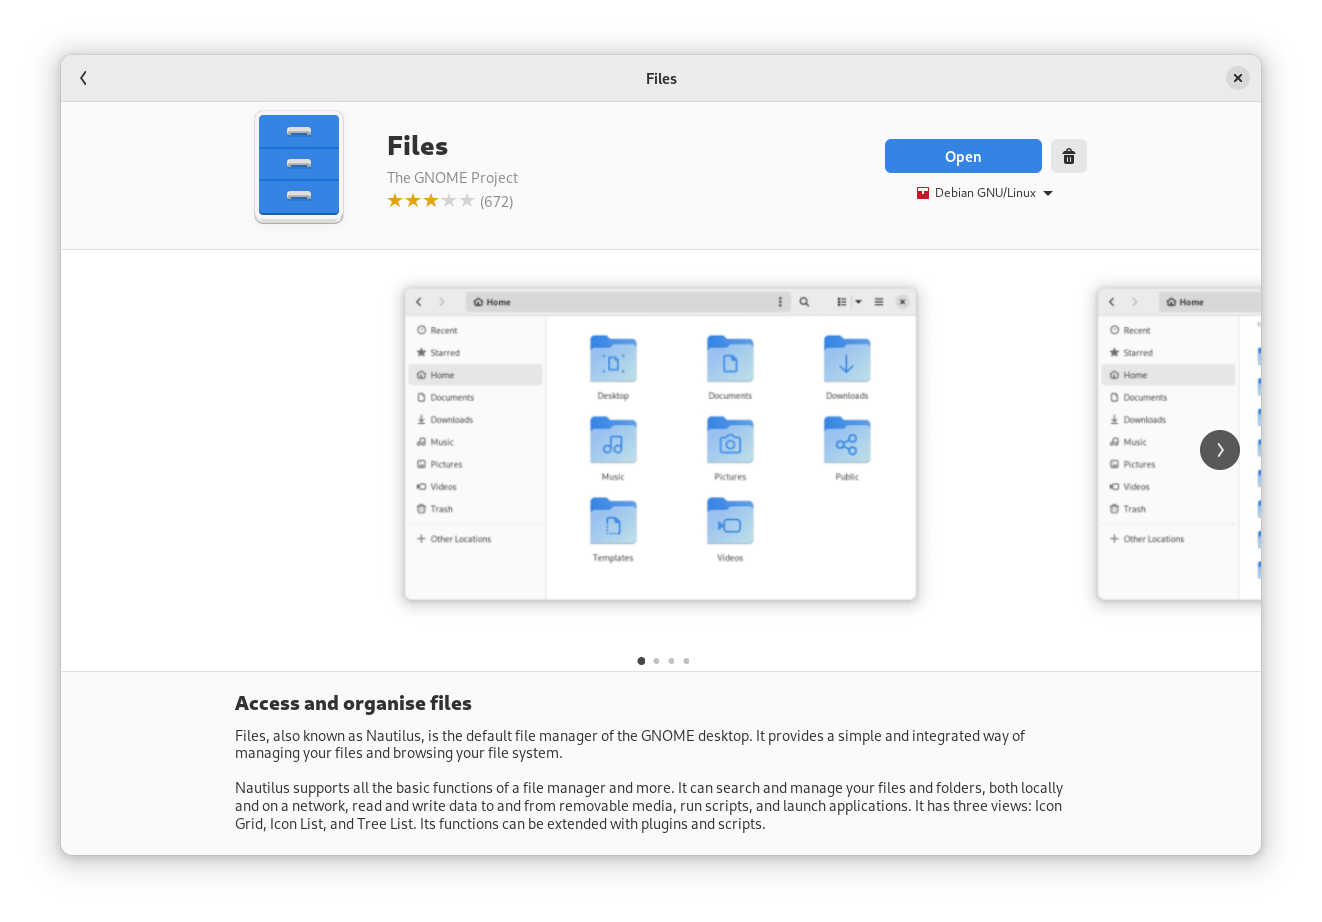 Files
Files
The GNOME Project
(672)
Open
Debian GNU/Linux
Home
Recent
Starred
Home
Documents
Downloads
Music
Pictures
Videos
Trash
Other Locations
Desktop
Documents
Downloads
Music
Pictures
Public
Templates
Videos
Home
Recent
Starred
Home
Documents
Downloads
Music
Pictures
Videos
Trash
Other Locations
Access and organise files
Files, also known as Nautilus, is the default file manager of the GNOME desktop. It provides a simple and integrated way of
managing your files and browsing your file system.
Nautilus supports all the basic functions of a file manager and more. It can search and manage your files and folders, both locally
and on a network, read and write data to and from removable media, run scripts, and launch applications. It has three views: Icon
Grid, Icon List, and Tree List. Its functions can be extended with plugins and scripts.